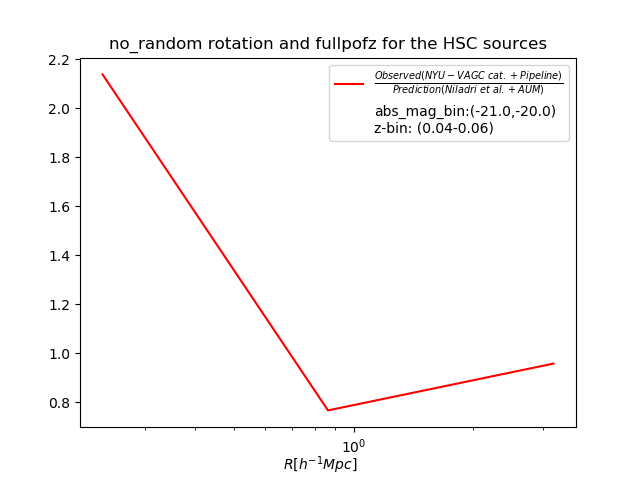 no_random rotation and fullpofz for the HSC sources
Observed(NYU−VAGC cat. + Pipeline)
Prediction(Niladri et al. + AUM)
abs_mag_bin:(-21.0,-20.0)
z-bin: (0.04-0.06)
2.2
2.0
1.8
1.6
1.4
1.2
1.0
0.8
10⁰
R[h⁻¹Mpc]